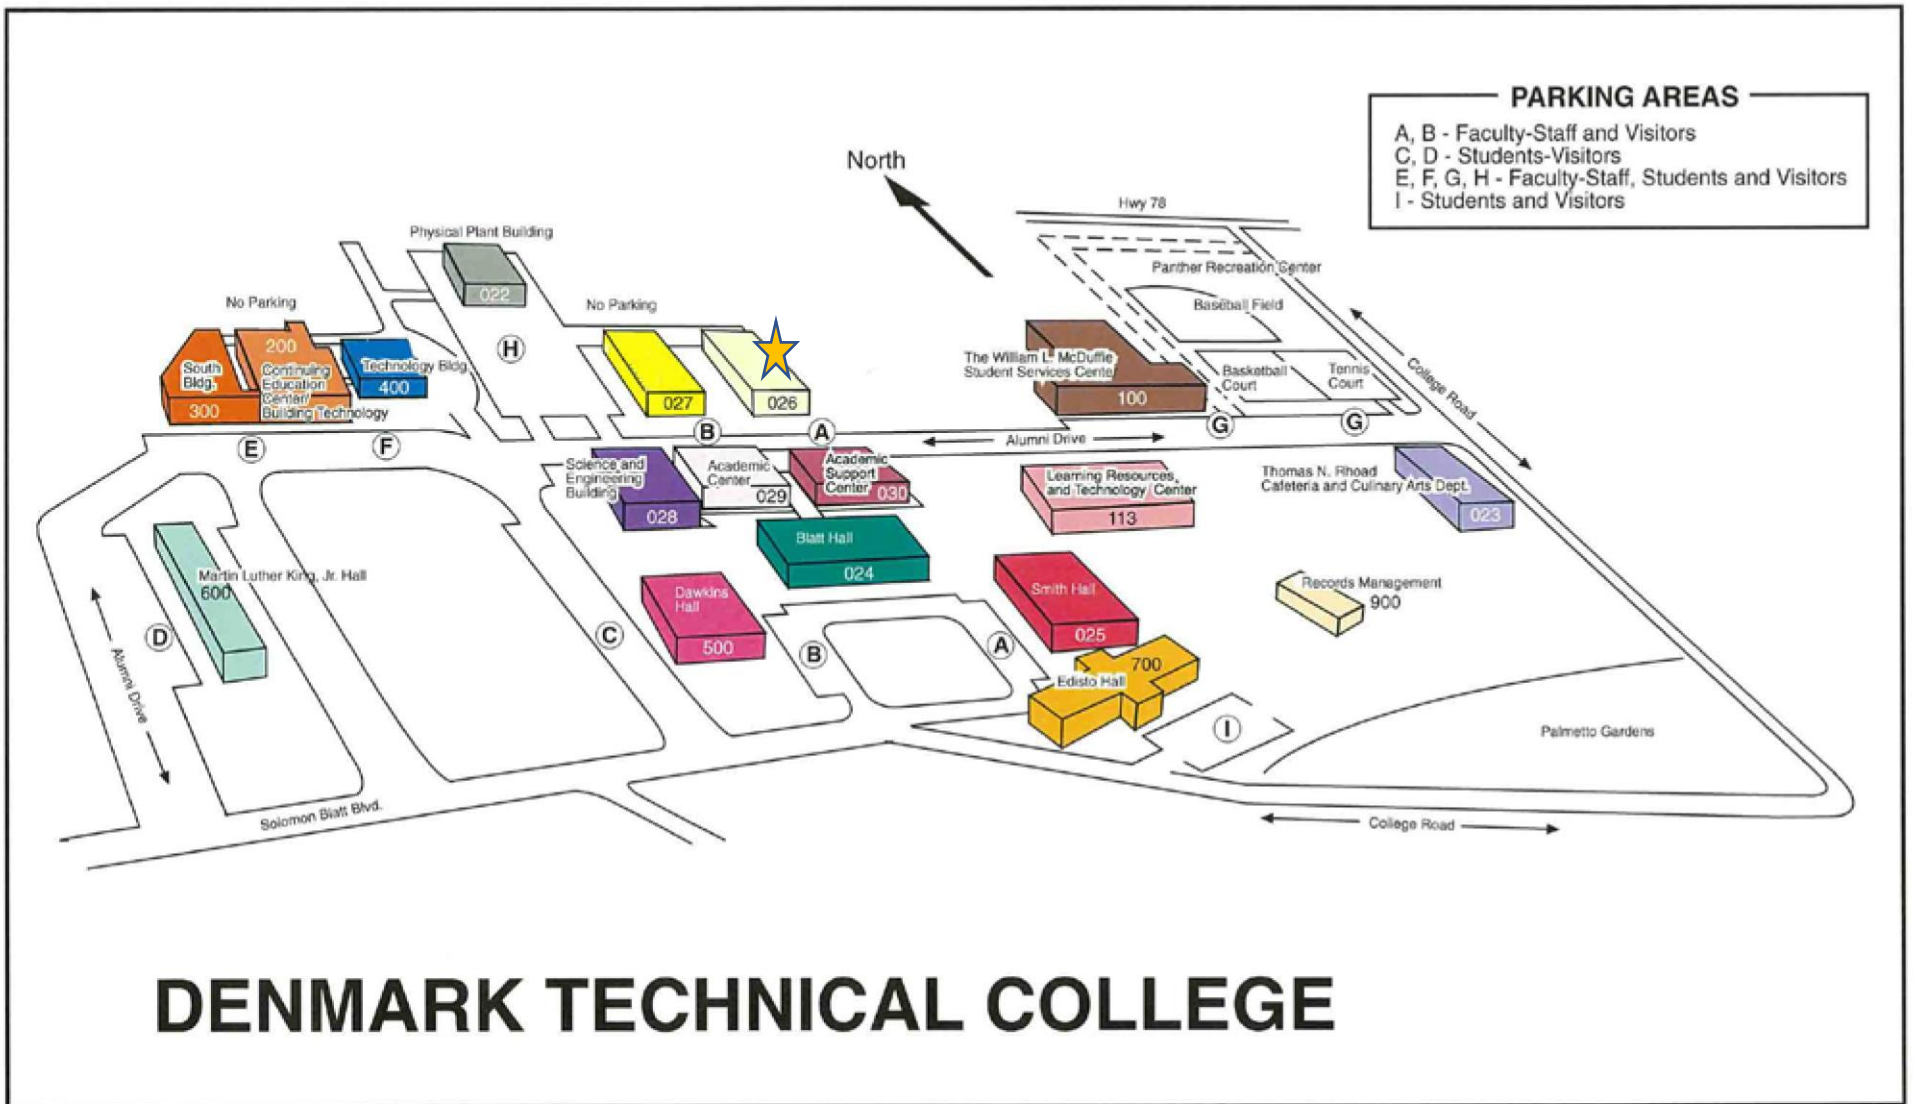 PARKING AREAS
A, B - Faculty-Staff and Visitors
C, D - Students-Visitors
E, F, G, H - Faculty-Staff, Students and Visitors
I - Students and Visitors
North
Hwy 78
Physical Plant Building
022
Panther Recreation Center
No Parking
No Parking
Baseball Field
H
200
South
Bldg.
300
Continuing
Education
Center/
Building Technology
Technology Bldg.
400
027
026
The William L. McDuffie
Student Services Cente
100
Basketball
Court
Tennis
Court
College Road
E
F
B
A
Alumni Drive
G
G
Science and
Engineering
Building
028
Academic
Center
029
Academic
Support
Center
030
Learning Resources,
and Technology Center
113
Thomas N. Rhoad
Cafeteria and Culinary Arts Dept.
023
Blatt Hall
024
Martin Luther King, Jr. Hall
600
Dawkins
Hall
500
Smith Hall
025
Records Management
900
D
Alumni Drive
C
B
A
700
Edisto Hall
I
Palmetto Gardens
Solomon Blatt Blvd.
College Road
DENMARK TECHNICAL COLLEGE